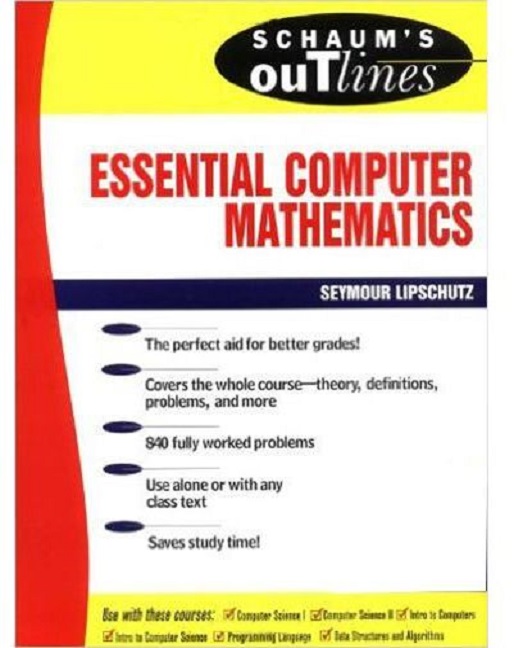 SCHAUM'S
ouTlines
ESSENTIAL COMPUTER
MATHEMATICS
SEYMOUR LIPSCHUTZ
The perfect aid for better grades!
Covers the whole course—theory, definitions,
problems, and more
840 fully worked problems
Use alone or with any
class text
Saves study time!
Use with these courses: ☑ Computer Science I ☑ Computer Science II ☑ Intro to Computers
☑ Intro to Computer Science ☑ Programming Language ☑ Data Structures and Algorithms